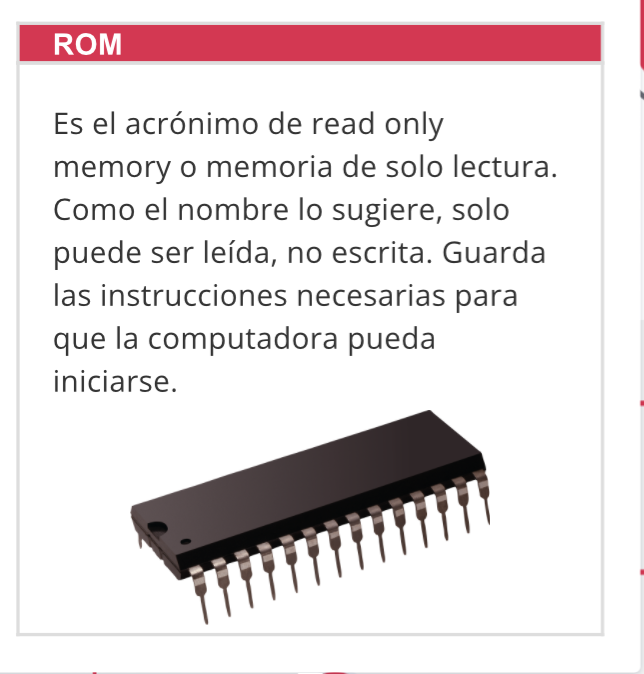 ROM
Es el acrónimo de read only
memory o memoria de solo lectura.
Como el nombre lo sugiere, solo
puede ser leída, no escrita. Guarda
las instrucciones necesarias para
que la computadora pueda
iniciarse.